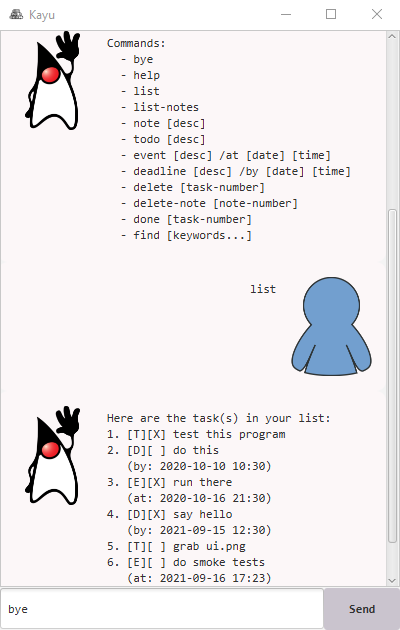 Kayu
Commands:
- bye
- help
- list
- list-notes
- note [desc]
- todo [desc]
- event [desc] /at [date] [time]
- deadline [desc] /by [date] [time]
- delete [task-number]
- delete-note [note-number]
- done [task-number]
- find [keywords...]
list
Here are the task(s) in your list:
1. [T][X] test this program
2. [D][ ] do this
(by: 2020-10-10 10:30)
3. [E][X] run there
(at: 2020-10-16 21:30)
4. [D][X] say hello
(by: 2021-09-15 12:30)
5. [T][ ] grab ui.png
6. [E][ ] do smoke tests
(at: 2021-09-16 17:23)
bye
Send